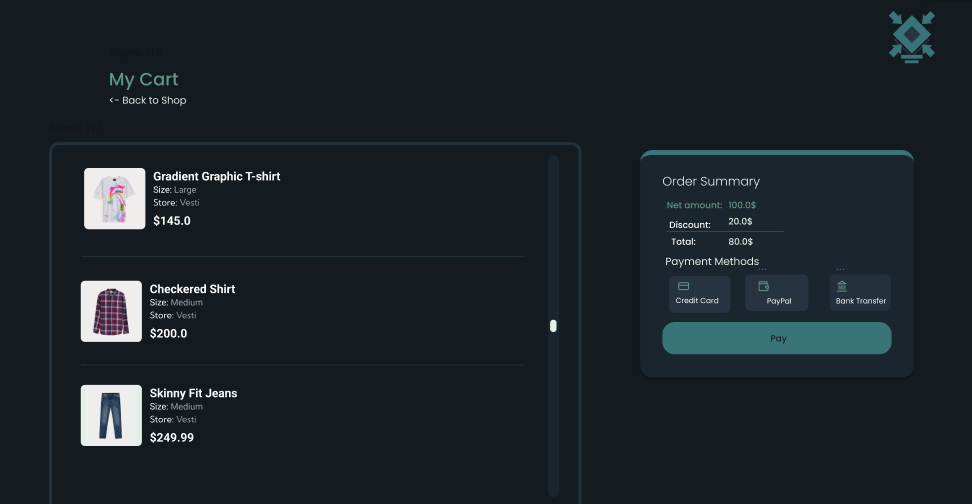 My Cart
<- Back to Shop
Gradient Graphic T-shirt
Size: Large
Store: Vesti
$145.0
Checkered Shirt
Size: Medium
Store: Vesti
$200.0
Skinny Fit Jeans
Size: Medium
Store: Vesti
$249.99
Order Summary
Net amount: 100.0$
Discount: 20.0$
Total: 80.0$
Payment Methods
...
...
Credit Card
PayPal
Bank Transfer
Pay